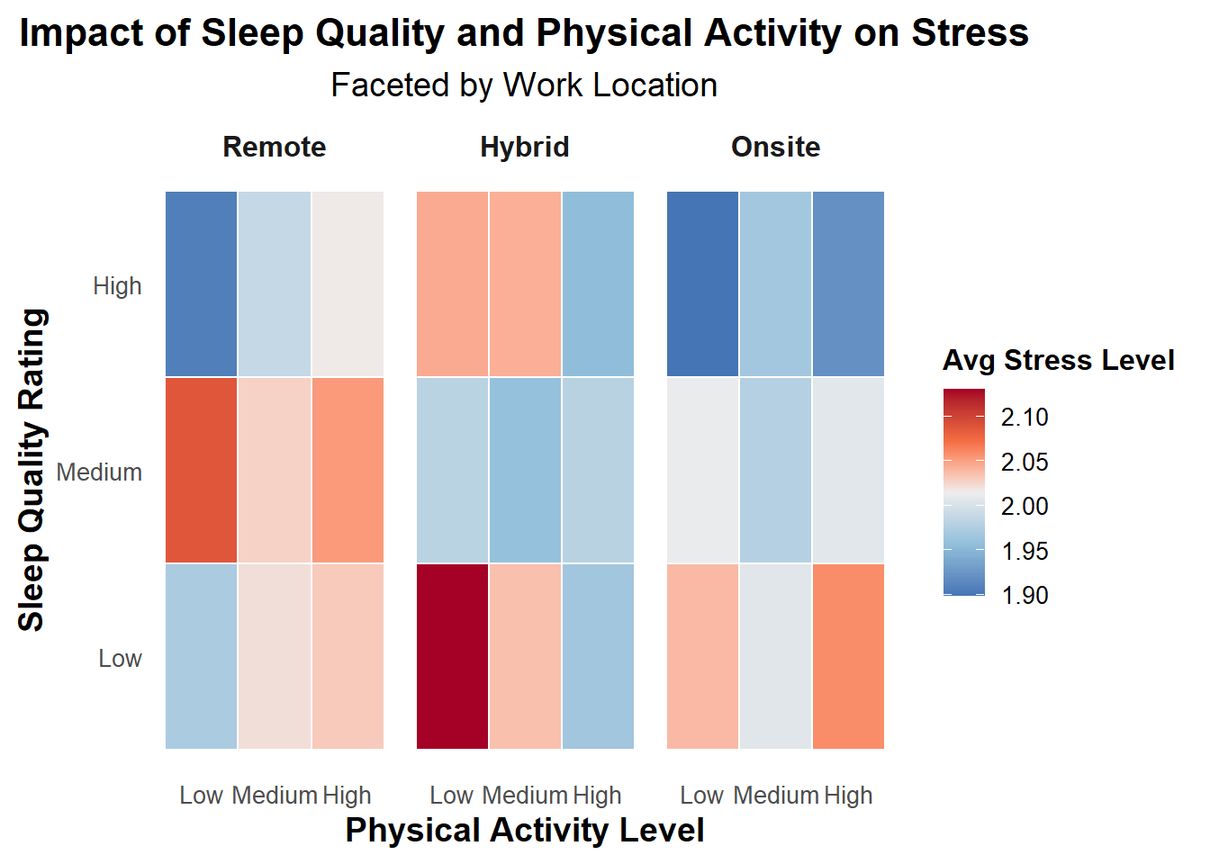 Impact of Sleep Quality and Physical Activity on Stress
Faceted by Work Location
Remote Hybrid Onsite
Sleep Quality Rating
High
Medium
Low
Low Medium High Low Medium High Low Medium High
Physical Activity Level
Avg Stress Level
2.10
2.05
2.00
1.95
1.90